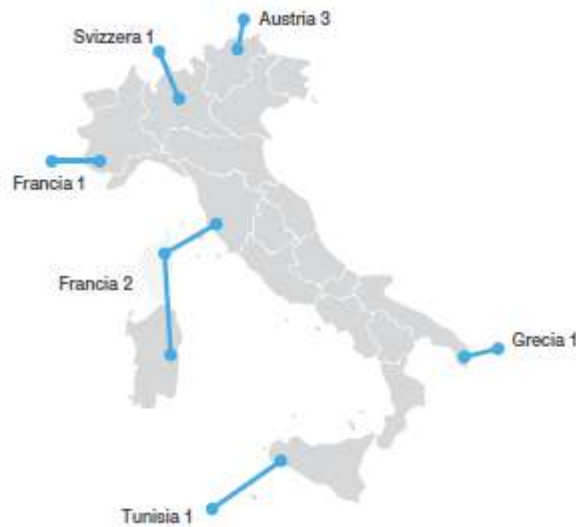 Austria 3
Svizzera 1
Francia 1
Francia 2
Grecia 1
Tunisia 1